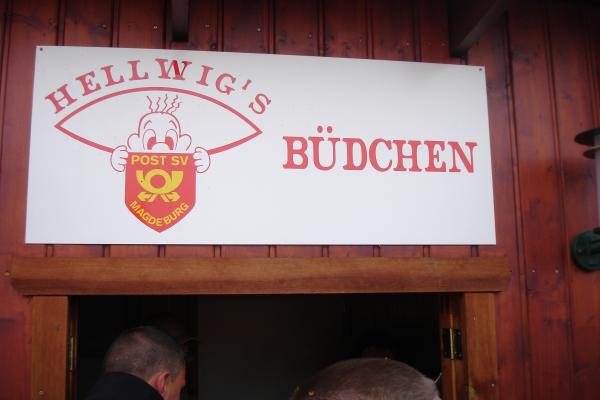 HELLWIG'S
POST SV
MAGDEBURG
BÜDCHEN